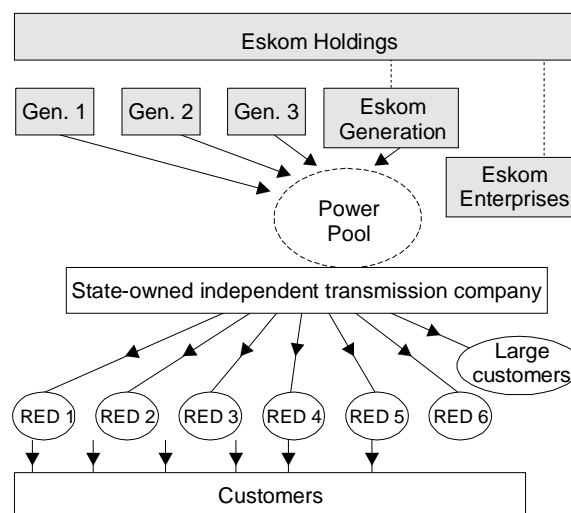 Eskom Holdings
Gen. 1
Gen. 2
Gen. 3
Eskom
Generation
Eskom
Enterprises
Power
Pool
State-owned independent transmission company
Large
customers
RED 1
RED 2
RED 3
RED 4
RED 5
RED 6
Customers